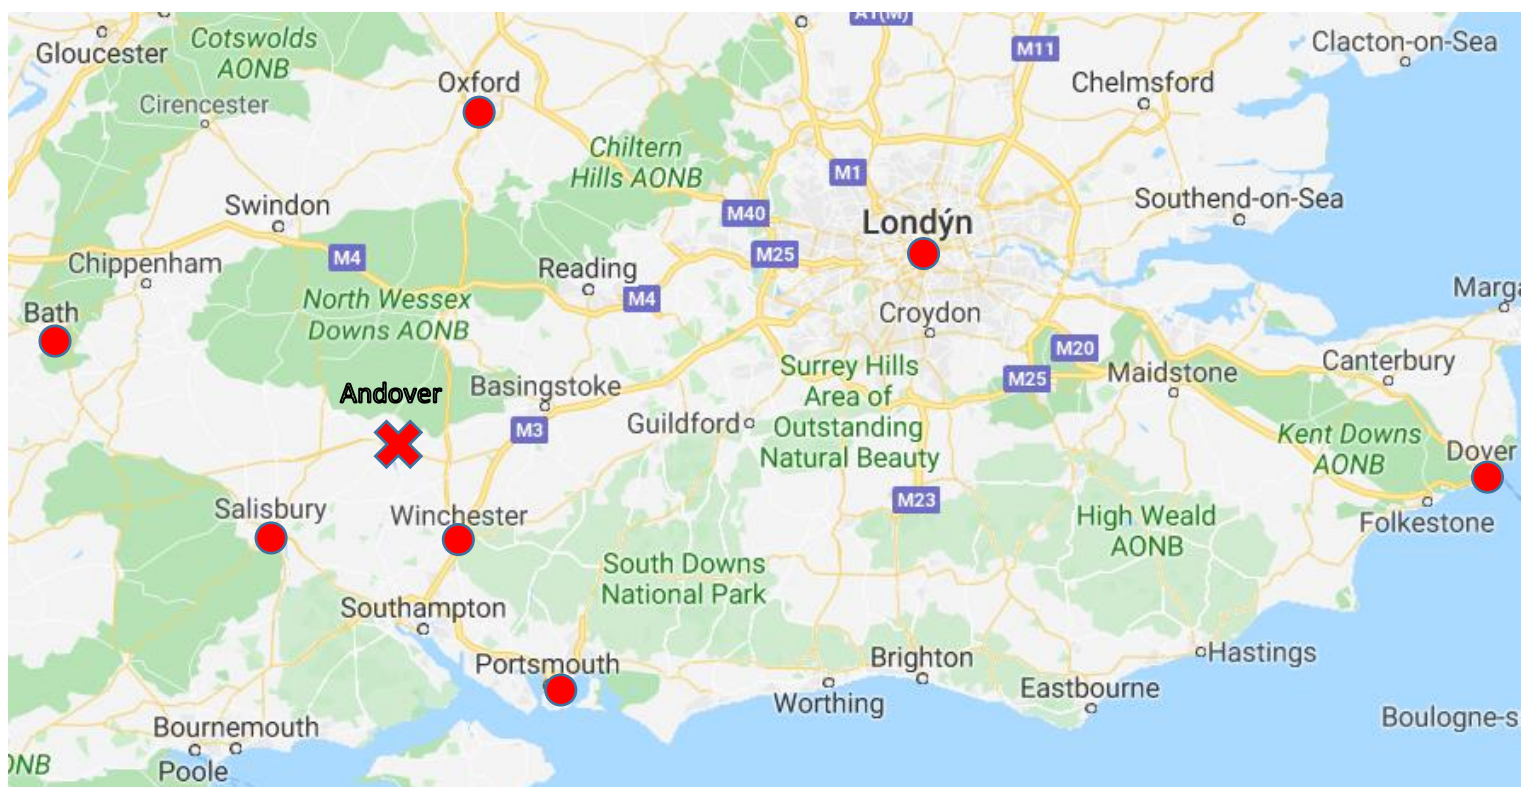 A1(M)
Cotswolds
AONB
Gloucester
M11
Clacton-on-Sea
Oxford
Chelmsford
Cirencester
Chiltern
Hills AONB
M1
Swindon
M40
Londýn
Southend-on-Sea
M4
M25
Chippenham
Reading
M4
North Wessex
Downs AONB
Croydon
Marga
Bath
M20
Surrey Hills
Area of
Outstanding
Natural Beauty
M25
Maidstone
Canterbury
Andover
Basingstoke
M3
Guildford
Kent Downs
AONB
Dover
M23
Salisbury
Winchester
High Weald
AONB
Folkestone
South Downs
National Park
Southampton
Hastings
Portsmouth
Brighton
Worthing
Eastbourne
Boulogne-s
Bournemouth
Poole
ONB